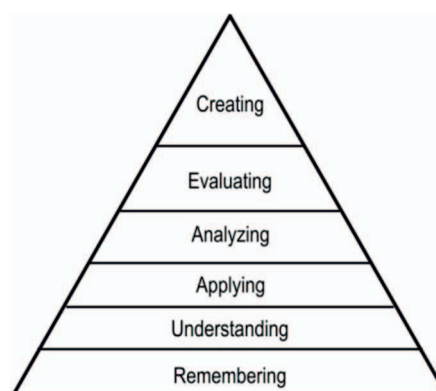 Creating
Evaluating
Analyzing
Applying
Understanding
Remembering